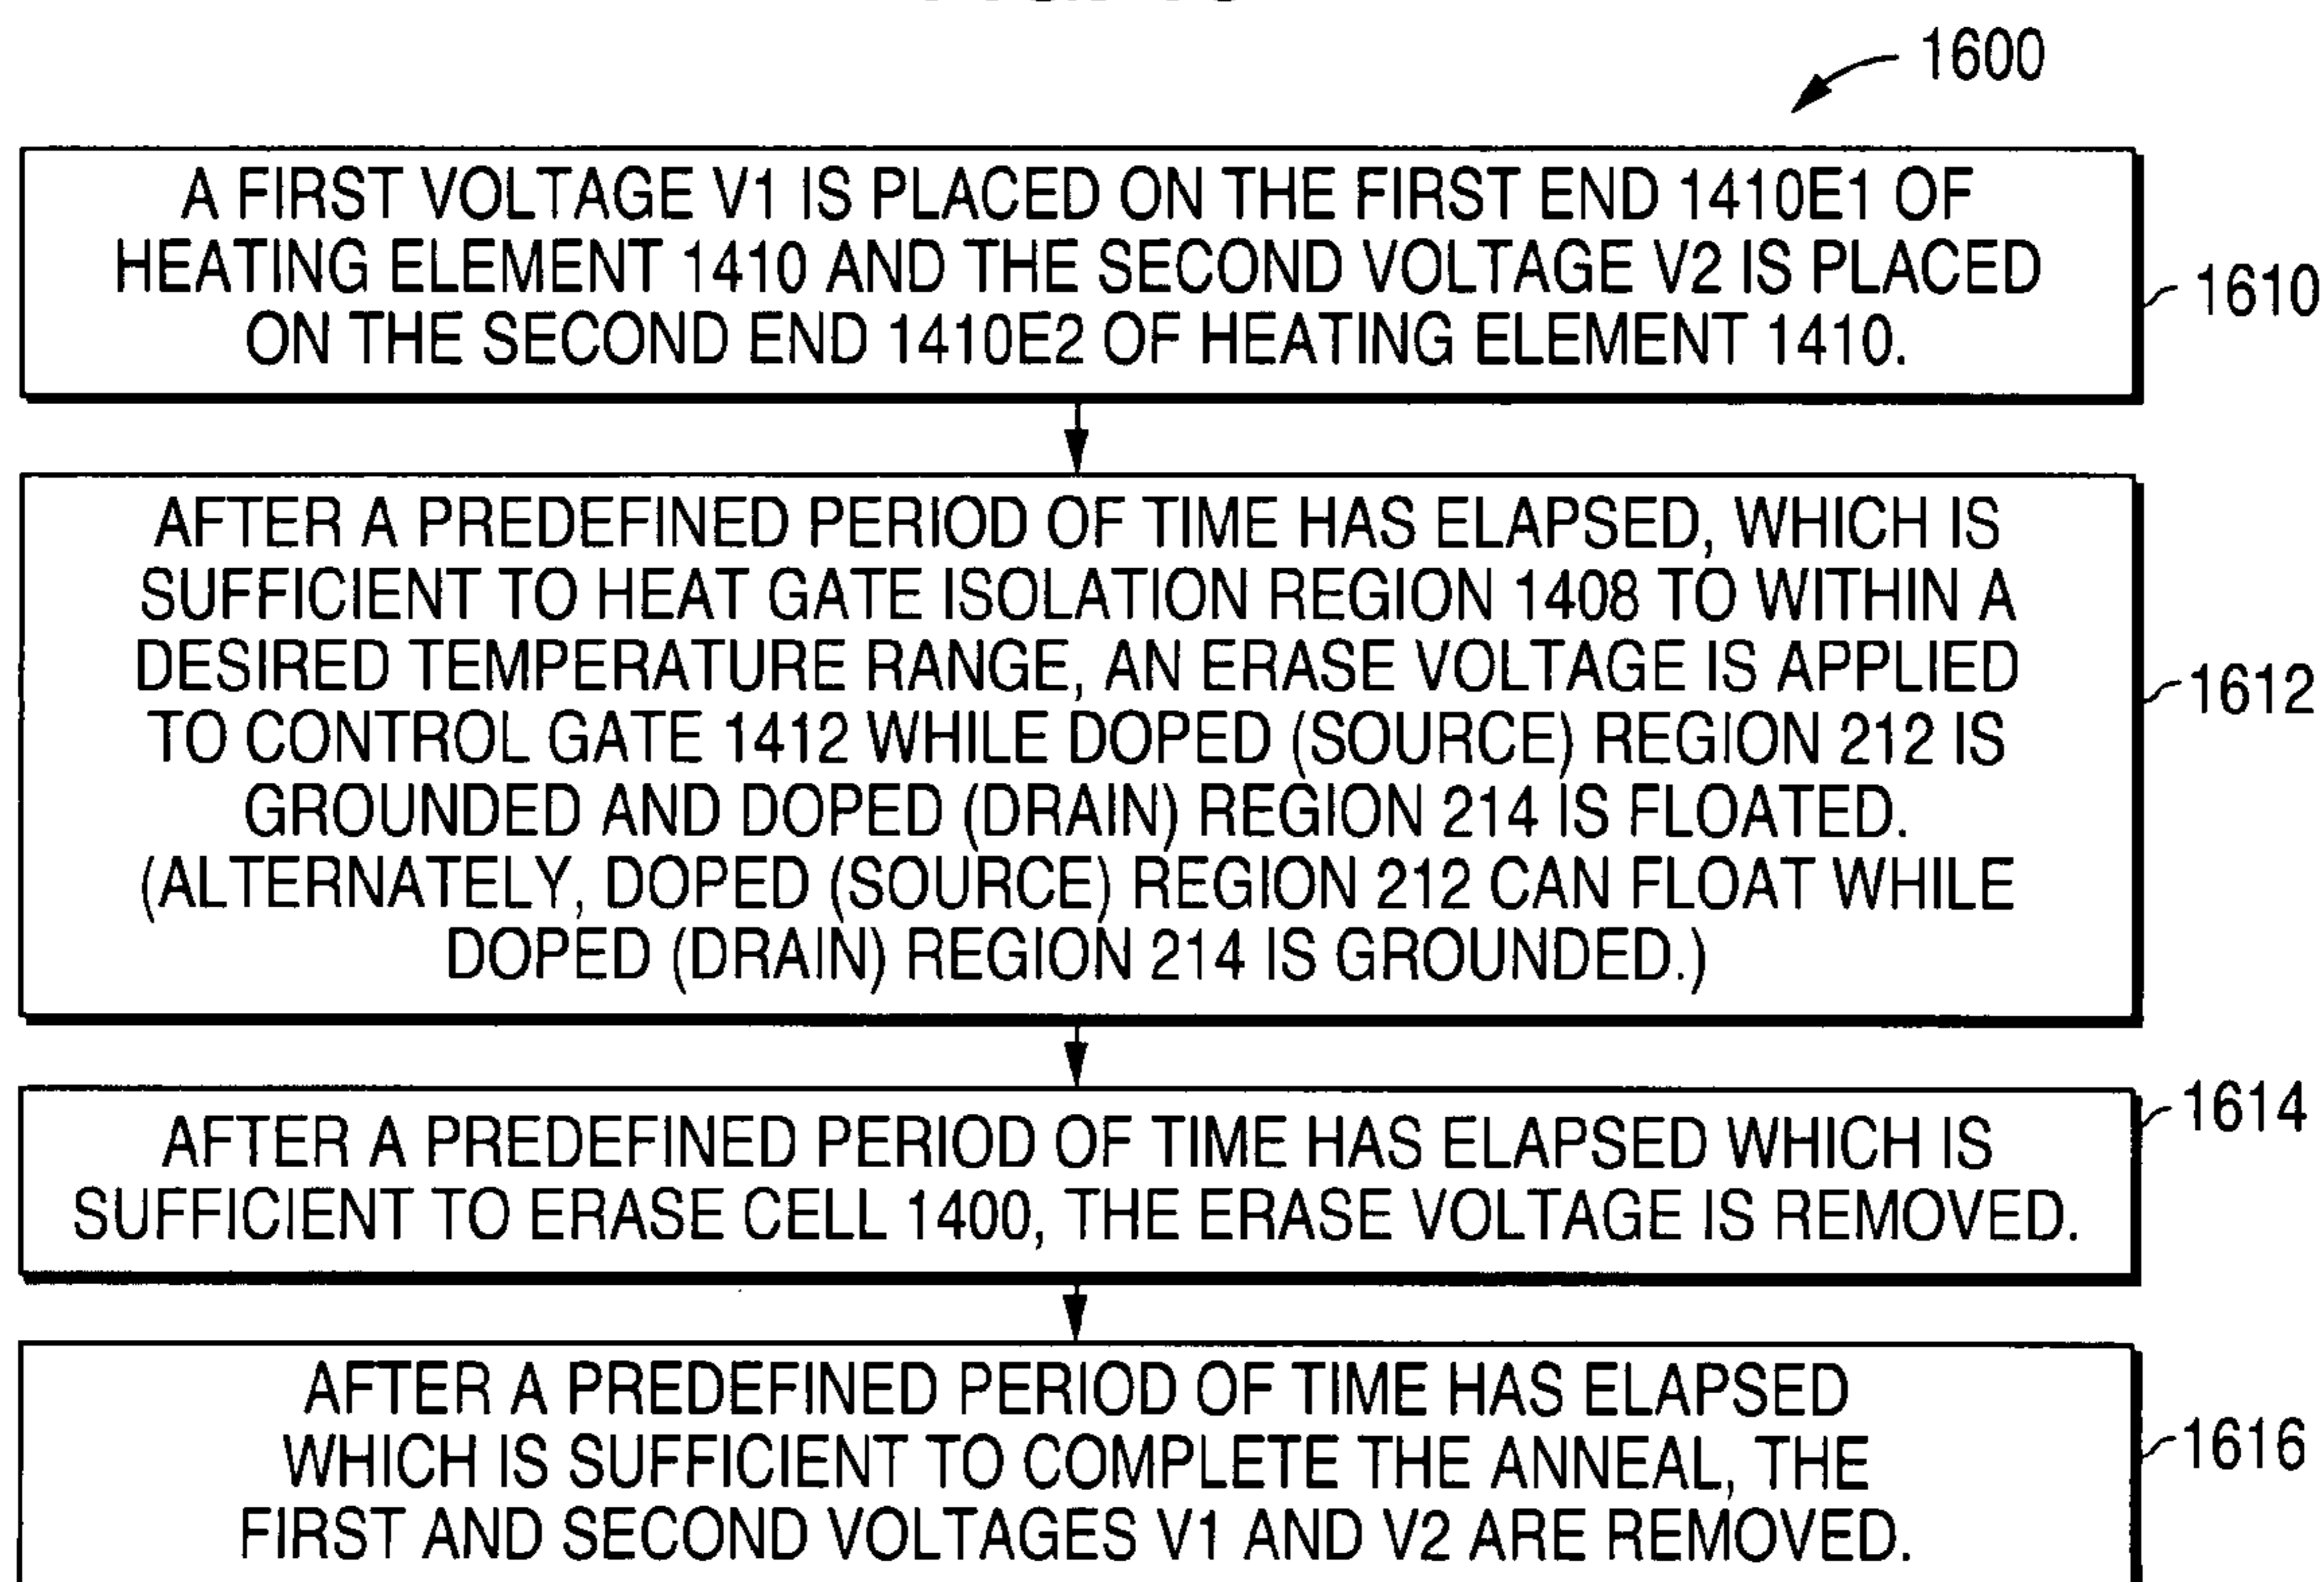 1600
A FIRST VOLTAGE V1 IS PLACED ON THE FIRST END 1410E1 OF
HEATING ELEMENT 1410 AND THE SECOND VOLTAGE V2 IS PLACED
ON THE SECOND END 1410E2 OF HEATING ELEMENT 1410.
1610
AFTER A PREDEFINED PERIOD OF TIME HAS ELAPSED, WHICH IS
SUFFICIENT TO HEAT GATE ISOLATION REGION 1408 TO WITHIN A
DESIRED TEMPERATURE RANGE, AN ERASE VOLTAGE IS APPLIED
TO CONTROL GATE 1412 WHILE DOPED (SOURCE) REGION 212 IS
GROUNDED AND DOPED (DRAIN) REGION 214 IS FLOATED.
(ALTERNATELY, DOPED (SOURCE) REGION 212 CAN FLOAT WHILE
DOPED (DRAIN) REGION 214 IS GROUNDED.)
1612
AFTER A PREDEFINED PERIOD OF TIME HAS ELAPSED WHICH IS
SUFFICIENT TO ERASE CELL 1400, THE ERASE VOLTAGE IS REMOVED.
1614
AFTER A PREDEFINED PERIOD OF TIME HAS ELAPSED
WHICH IS SUFFICIENT TO COMPLETE THE ANNEAL, THE
FIRST AND SECOND VOLTAGES V1 AND V2 ARE REMOVED.
1616